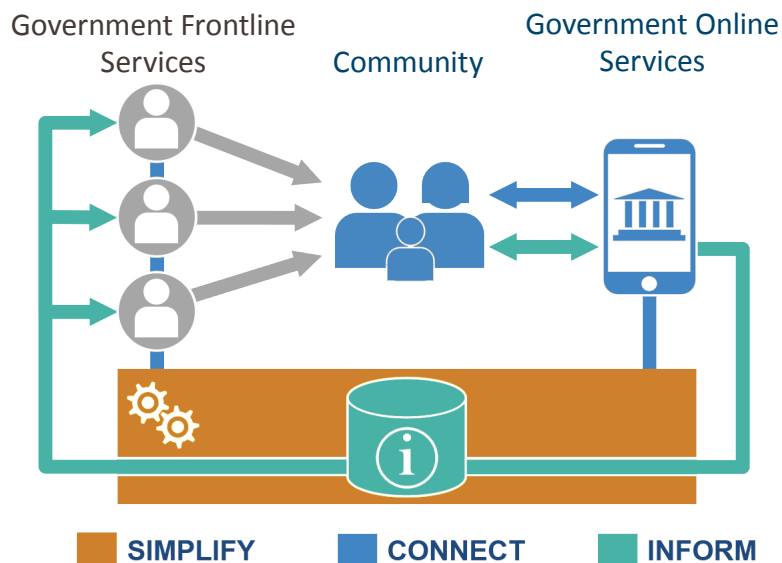 Government Frontline
Services
Community
Government Online
Services
i
SIMPLIFY
CONNECT
INFORM